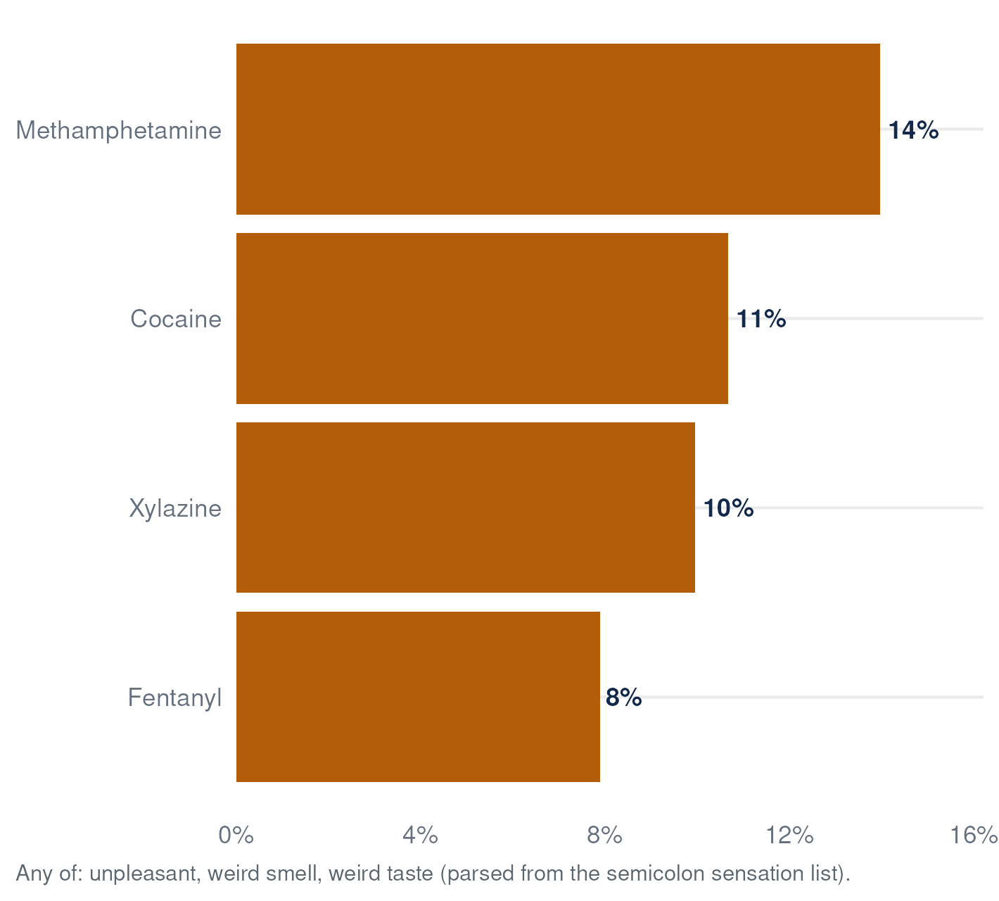 Methamphetamine 14%
Cocaine 11%
Xylazine 10%
Fentanyl 8%
0% 4% 8% 12% 16%
Any of: unpleasant, weird smell, weird taste (parsed from the semicolon sensation list).